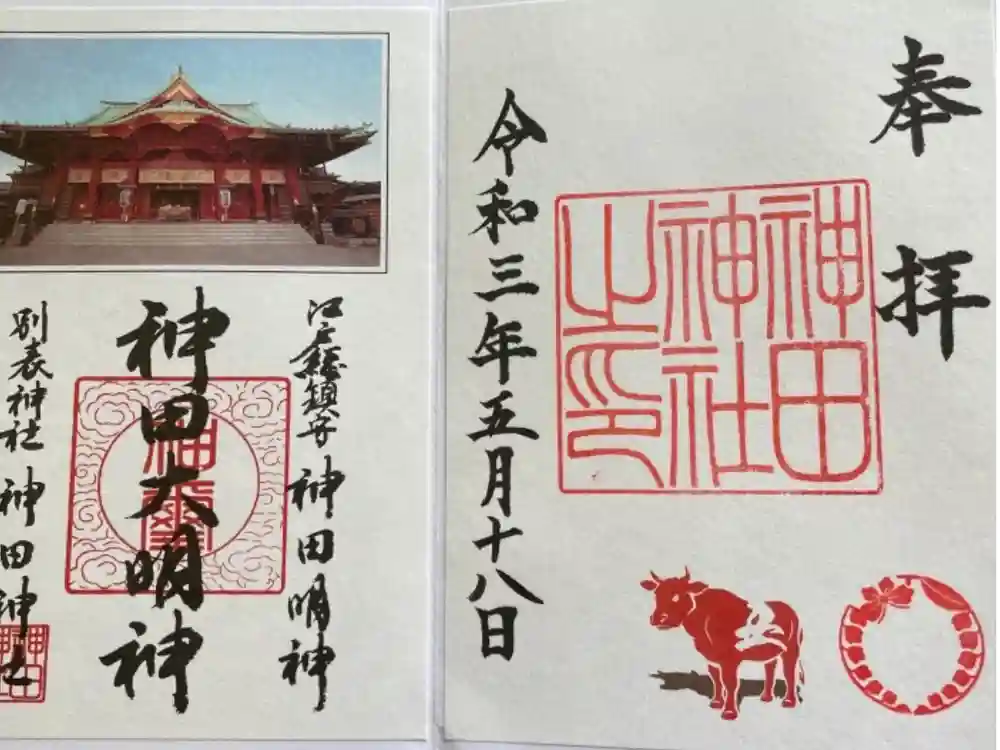 奉拝
神田
神社
之印
令和三年五月十八日
江戸総鎮守 神田明神
神田大明神
別表神社 神田神社
神璽